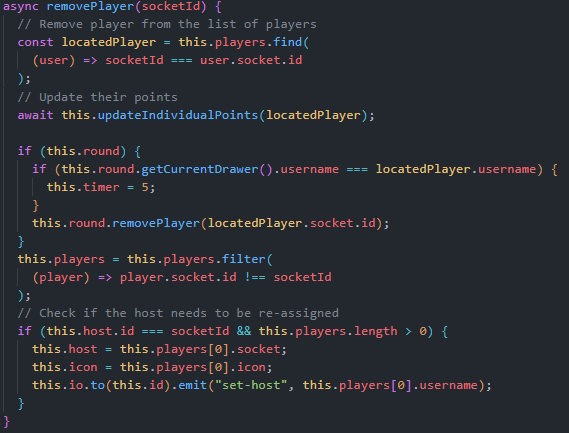 async removePlayer(socketId) {
  // Remove player from the list of players
  const locatedPlayer = this.players.find(
    (user) => socketId === user.socket.id
  );
  // Update their points
  await this.updateIndividualPoints(locatedPlayer);

  if (this.round) {
    if (this.round.getCurrentDrawer().username === locatedPlayer.username) {
      this.timer = 5;
    }
    this.round.removePlayer(locatedPlayer.socket.id);
  }
  this.players = this.players.filter(
    (player) => player.socket.id !== socketId
  );
  // Check if the host needs to be re-assigned
  if (this.host.id === socketId && this.players.length > 0) {
    this.host = this.players[0].socket;
    this.icon = this.players[0].icon;
    this.io.to(this.id).emit("set-host", this.players[0].username);
  }
}